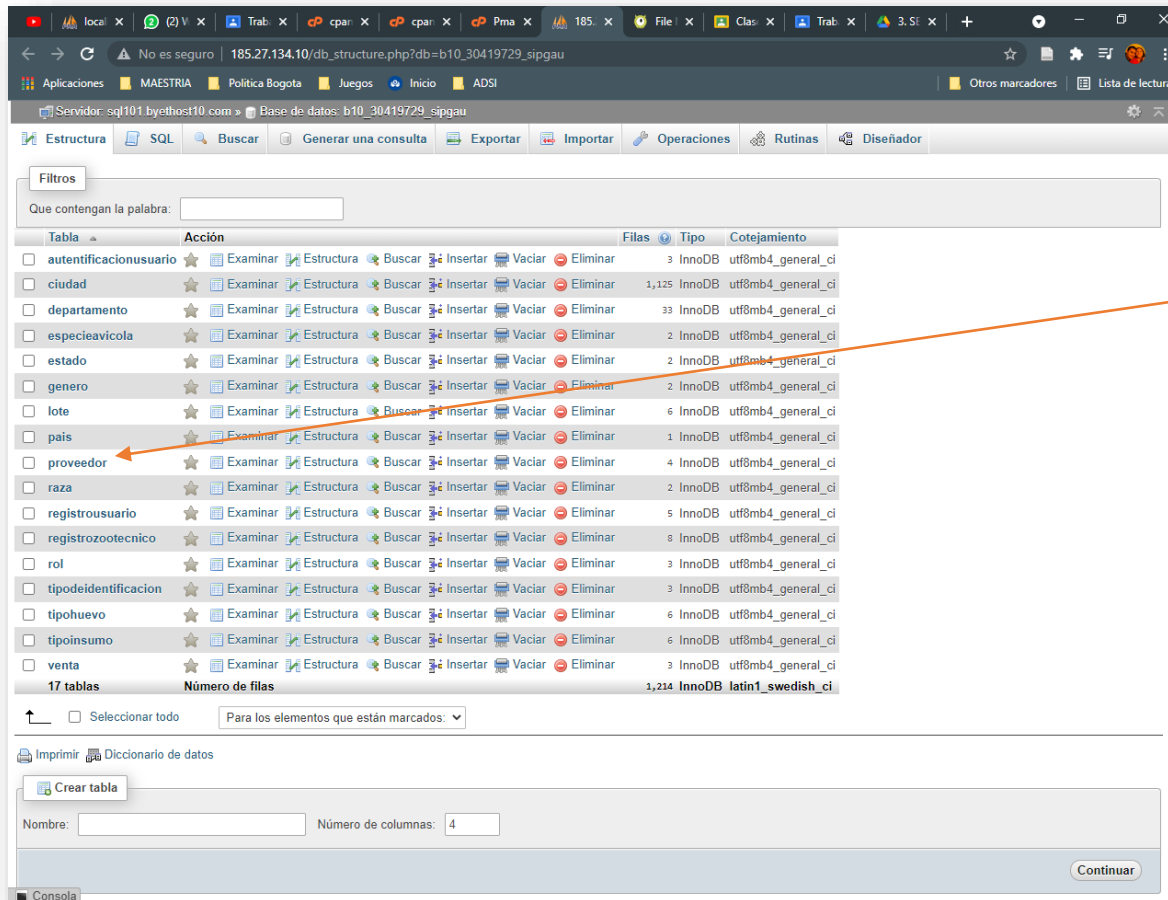 local (2) W Trab cpan cpan Pma 185. File Clas Trab 3. SE
No es seguro | 185.27.134.10/db_structure.php?db=b10_30419729_sipgau
Aplicaciones MAESTRIA Politica Bogota Juegos Inicio ADSI Otros marcadores Lista de lectura
Servidor: sql101.byethost10.com » Base de datos: b10_30419729_sipgau
Estructura SQL Buscar Generar una consulta Exportar Importar Operaciones Rutinas Diseñador
Filtros
Que contengan la palabra:
Tabla Acción Filas Tipo Cotejamiento
autentificacionusuario Examinar Estructura Buscar Insertar Vaciar Eliminar 3 InnoDB utf8mb4_general_ci
ciudad Examinar Estructura Buscar Insertar Vaciar Eliminar 1,125 InnoDB utf8mb4_general_ci
departamento Examinar Estructura Buscar Insertar Vaciar Eliminar 33 InnoDB utf8mb4_general_ci
especieavicola Examinar Estructura Buscar Insertar Vaciar Eliminar 2 InnoDB utf8mb4_general_ci
estado Examinar Estructura Buscar Insertar Vaciar Eliminar 2 InnoDB utf8mb4_general_ci
genero Examinar Estructura Buscar Insertar Vaciar Eliminar 2 InnoDB utf8mb4_general_ci
lote Examinar Estructura Buscar Insertar Vaciar Eliminar 6 InnoDB utf8mb4_general_ci
pais Examinar Estructura Buscar Insertar Vaciar Eliminar 1 InnoDB utf8mb4_general_ci
proveedor Examinar Estructura Buscar Insertar Vaciar Eliminar 4 InnoDB utf8mb4_general_ci
raza Examinar Estructura Buscar Insertar Vaciar Eliminar 2 InnoDB utf8mb4_general_ci
registrousuario Examinar Estructura Buscar Insertar Vaciar Eliminar 5 InnoDB utf8mb4_general_ci
registrozootecnico Examinar Estructura Buscar Insertar Vaciar Eliminar 8 InnoDB utf8mb4_general_ci
rol Examinar Estructura Buscar Insertar Vaciar Eliminar 3 InnoDB utf8mb4_general_ci
tipodeidentificacion Examinar Estructura Buscar Insertar Vaciar Eliminar 3 InnoDB utf8mb4_general_ci
tipohuevo Examinar Estructura Buscar Insertar Vaciar Eliminar 6 InnoDB utf8mb4_general_ci
tipoinsumo Examinar Estructura Buscar Insertar Vaciar Eliminar 6 InnoDB utf8mb4_general_ci
venta Examinar Estructura Buscar Insertar Vaciar Eliminar 3 InnoDB utf8mb4_general_ci
17 tablas Número de filas 1,214 InnoDB latin1_swedish_ci
Seleccionar todo Para los elementos que están marcados:
Imprimir Diccionario de datos
Crear tabla
Nombre: Número de columnas: 4
Continuar
Consola